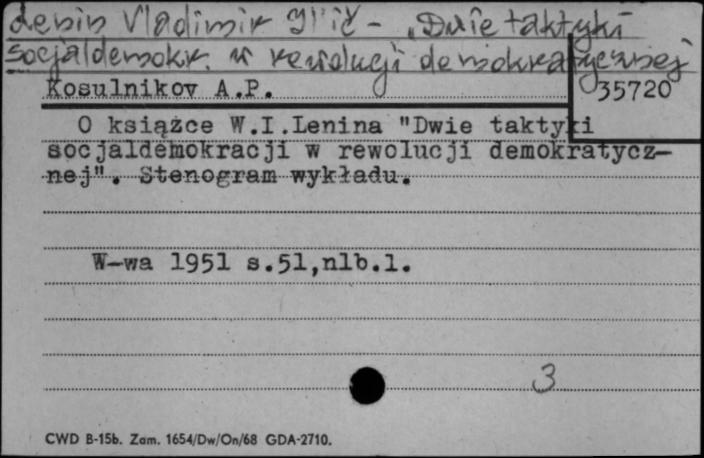 Lenin Vladimir Il'ič - "Dwie taktyki
socjaldemokr. w rewolucji demokratycznej
Kosulnikov A.P.
35720
O książce W.I.Lenina "Dwie taktyki
socjaldemokracji w rewolucji demokratycz-
nej". Stenogram wykładu.
W-wa 1951 s.51,nlb.1.
3
CWD B-15b. Zam. 1654/Dw/On/68 GDA-2710.